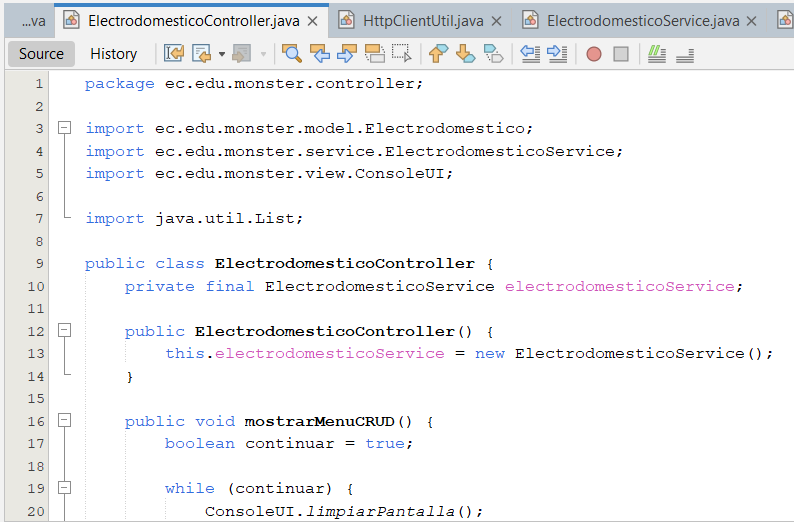 ...va ElectrodomesticoController.java HttpClientUtil.java ElectrodomesticoService.java
Source History
1 package ec.edu.monster.controller;
2
3 import ec.edu.monster.model.Electrodomestico;
4 import ec.edu.monster.service.ElectrodomesticoService;
5 import ec.edu.monster.view.ConsoleUI;
6
7 import java.util.List;
8
9 public class ElectrodomesticoController {
10 private final ElectrodomesticoService electrodomesticoService;
11
12 public ElectrodomesticoController() {
13 this.electrodomesticoService = new ElectrodomesticoService();
14 }
15
16 public void mostrarMenuCRUD() {
17 boolean continuar = true;
18
19 while (continuar) {
20 ConsoleUI.limpiarPantalla();